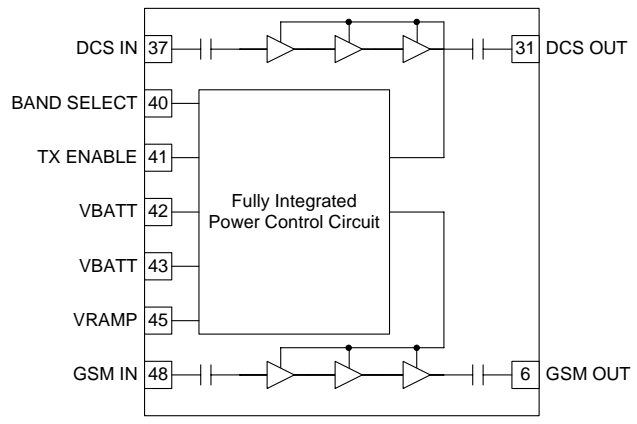 DCS IN 37 31 DCS OUT
BAND SELECT 40
TX ENABLE 41
VBATT 42
Fully Integrated
Power Control Circuit
VBATT 43
VRAMP 45
GSM IN 48 6 GSM OUT